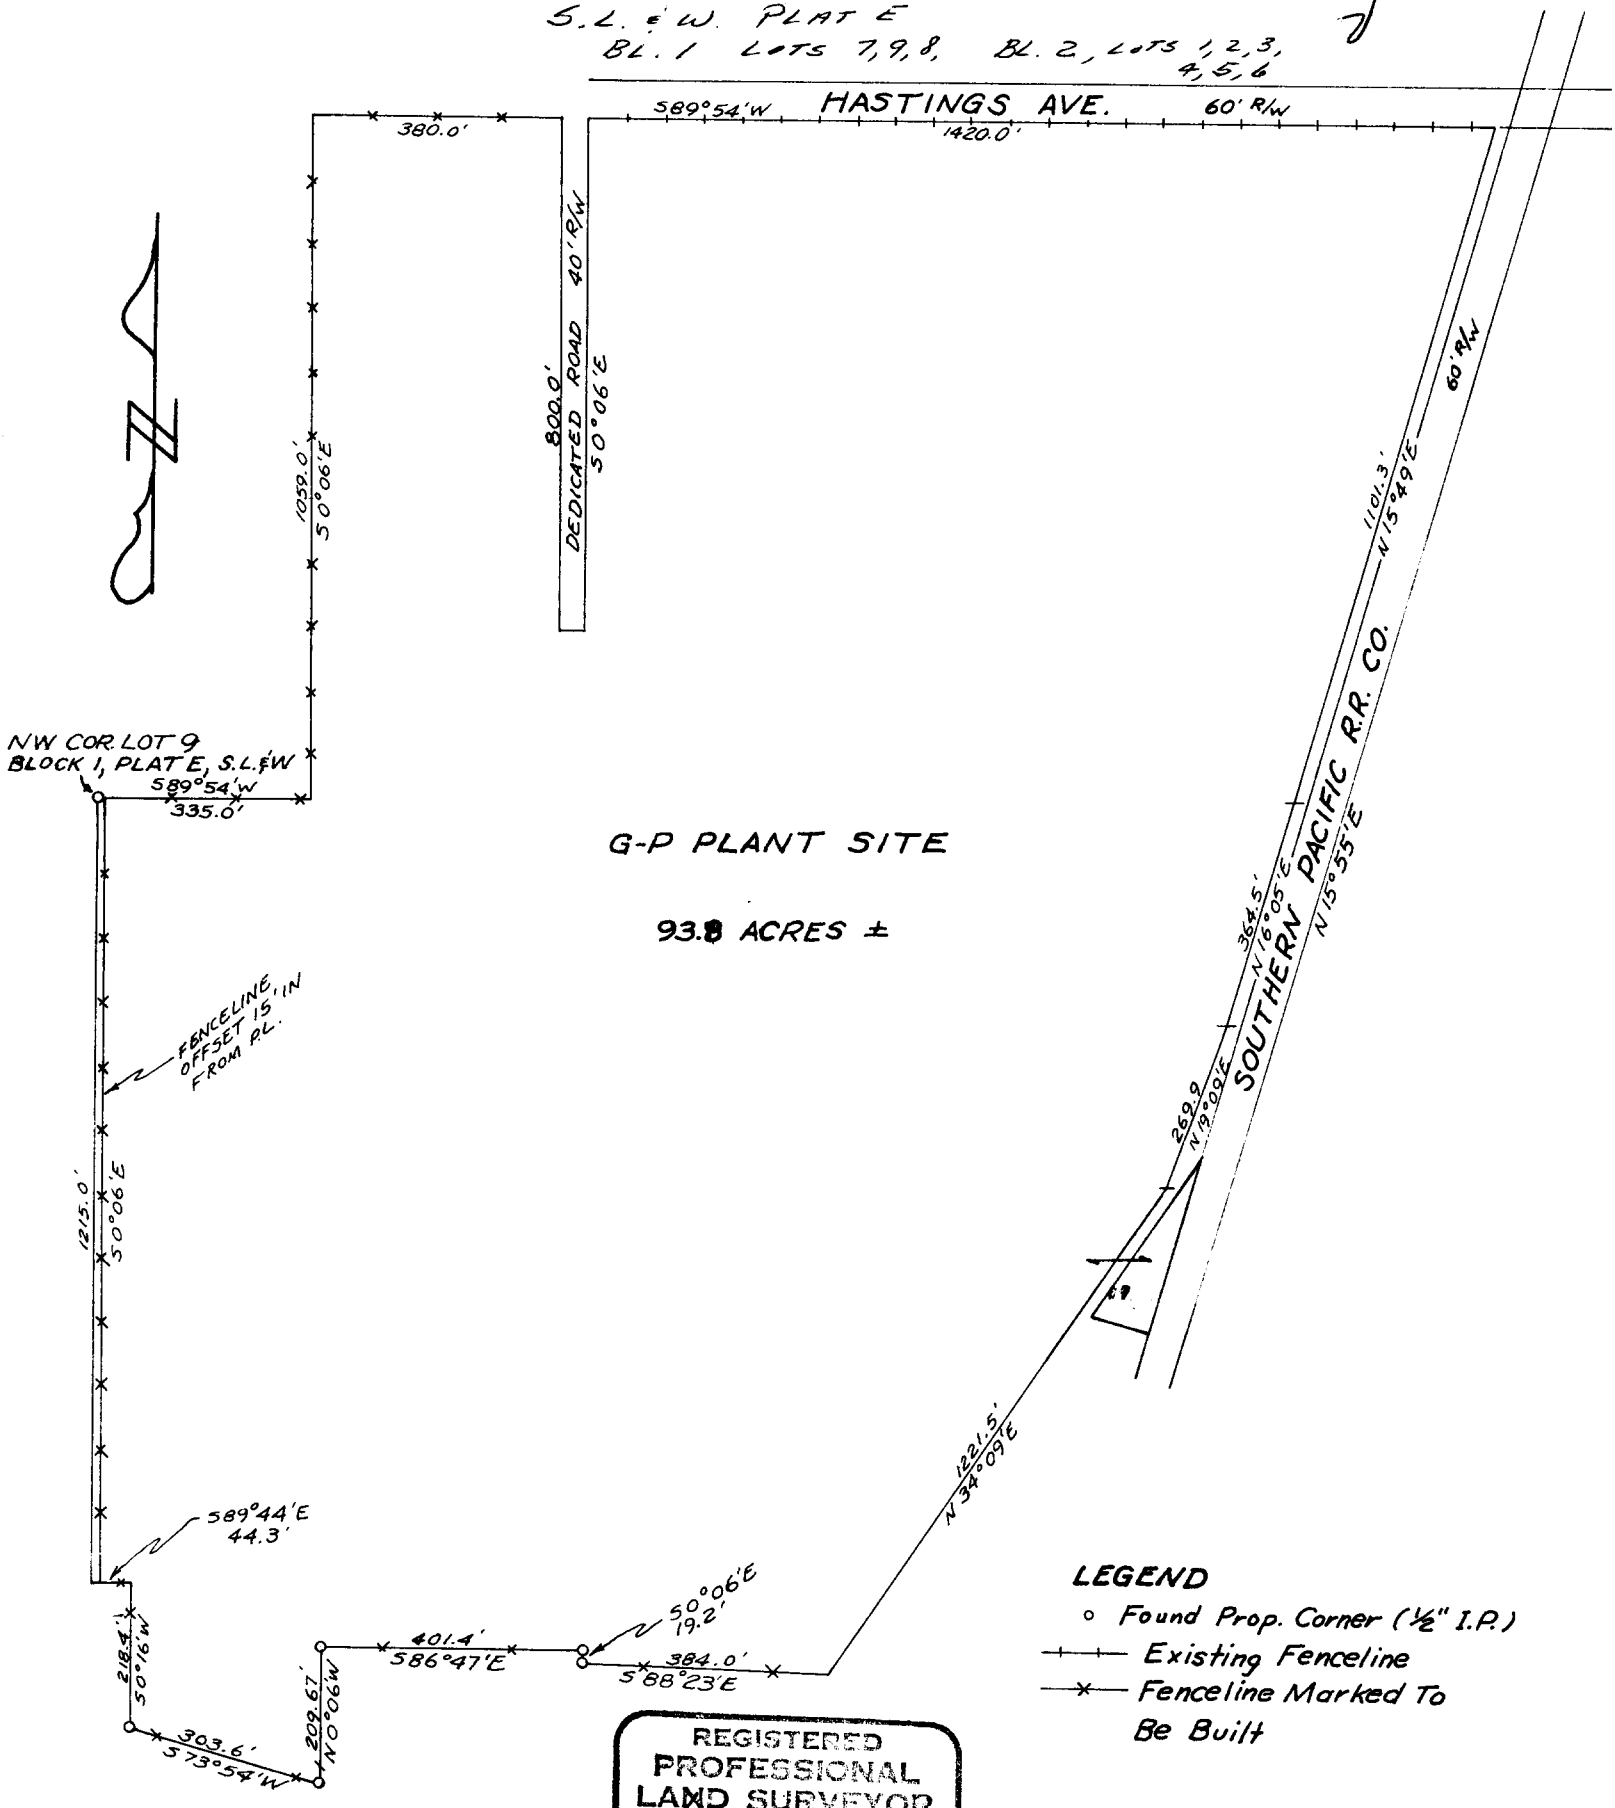 S.L. & W. PLAT E
BL. 1 LOTS 7,9,8, BL. 2, LOTS 1,2,3,
4,5,6
S89°54'W HASTINGS AVE. 60' R/W
380.0'
1420.0'
800.0'
DEDICATED ROAD 40' R/W
S0°06'E
60' R/W
1059.0'
S0°06'E
1101.3'
N15°49'E
N
NW COR. LOT 9
BLOCK 1, PLAT E, S.L.&W
S89°54'W
335.0'
G-P PLANT SITE
93.8 ACRES ±
SOUTHERN PACIFIC R.R. CO.
N15°55'E
364.5'
N16°05'E
FENCELINE
OFFSET 15' IN
FROM P.L.
269.9
N19°09'E
1215.0'
S0°06'E
1221.5'
N34°09'E
S89°44'E
44.3'
S0°06'E
19.2'
218.4'
S0°16'W
401.4'
S86°47'E
384.0'
S88°23'E
209.67'
N0°06'W
303.6'
S73°54'W
LEGEND
Found Prop. Corner (½" I.P.)
Existing Fenceline
Fenceline Marked To
Be Built
REGISTERED
PROFESSIONAL
LAND SURVEYOR